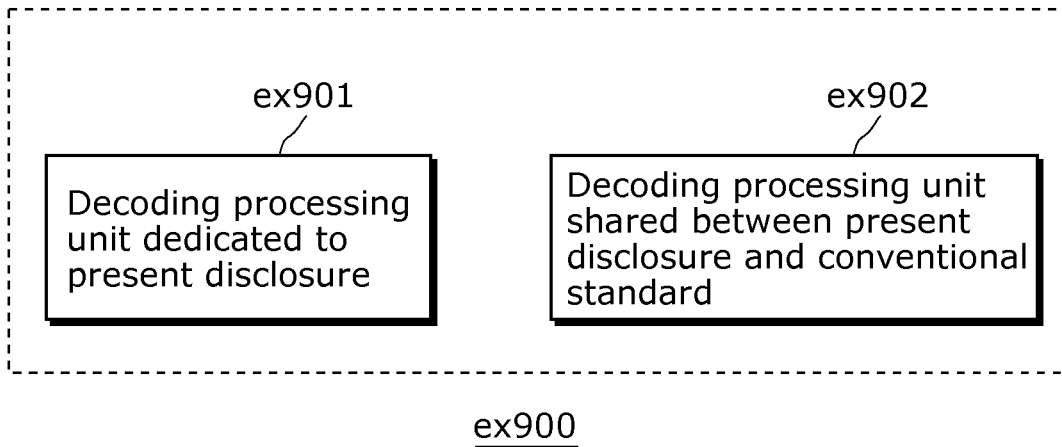 ex901
ex902
Decoding processing
unit dedicated to
present disclosure
Decoding processing unit
shared between present
disclosure and conventional
standard
ex900